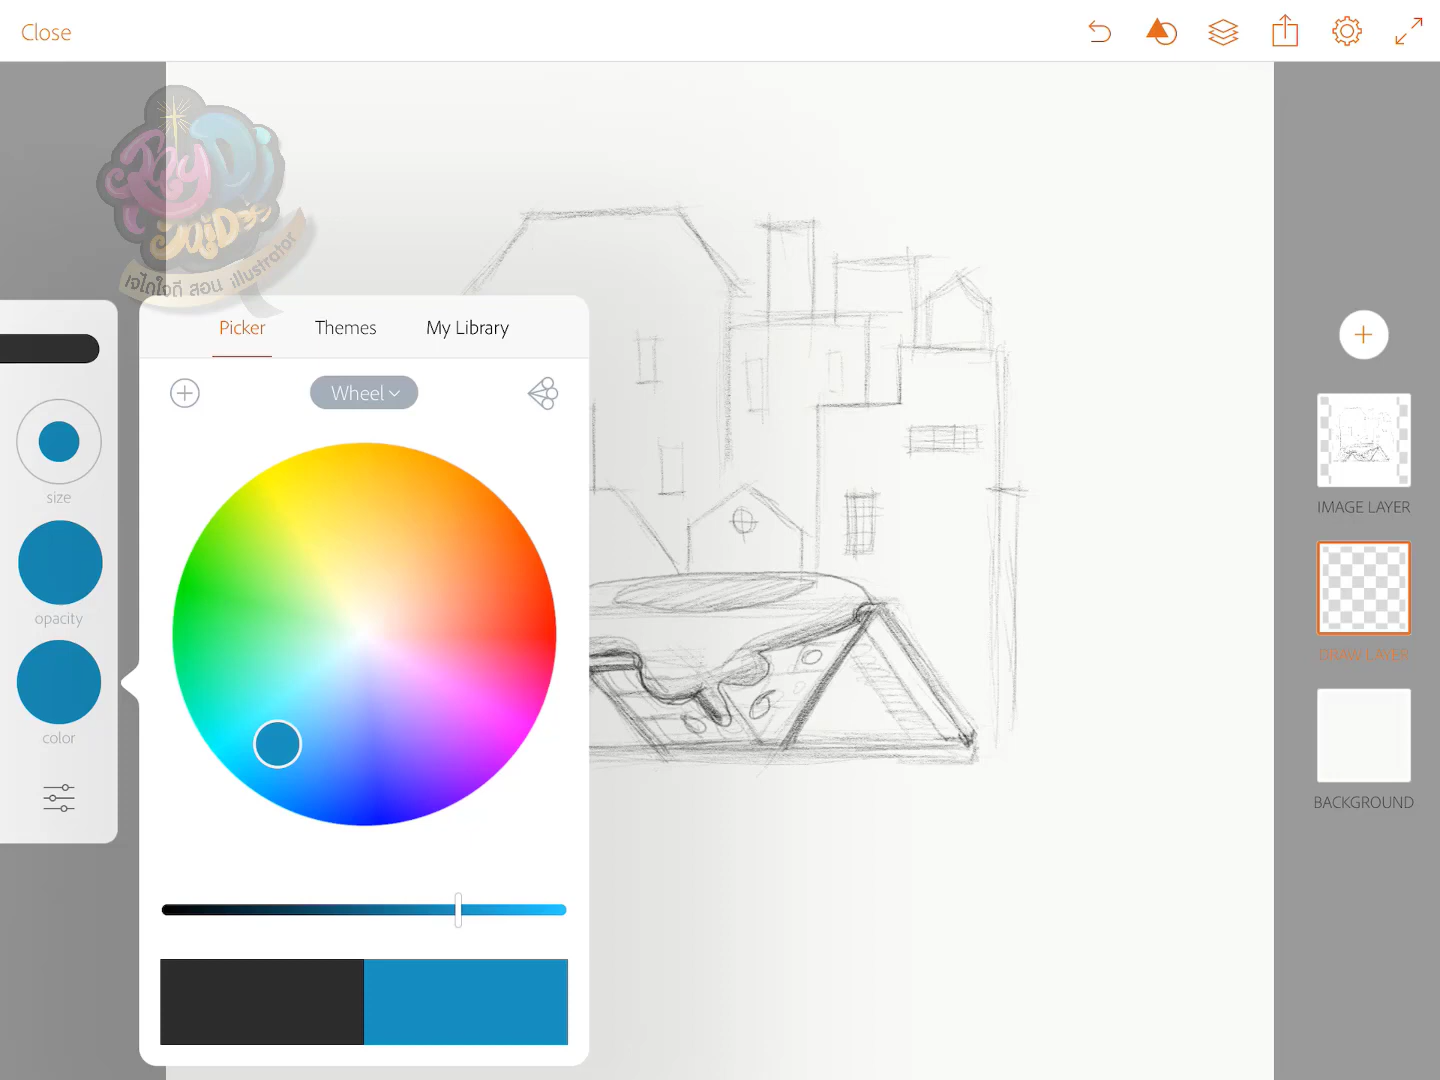 Close
เจไดใจดี สอน illustrator
Picker
Themes
My Library
Wheel
size
opacity
color
IMAGE LAYER
DRAW LAYER
BACKGROUND